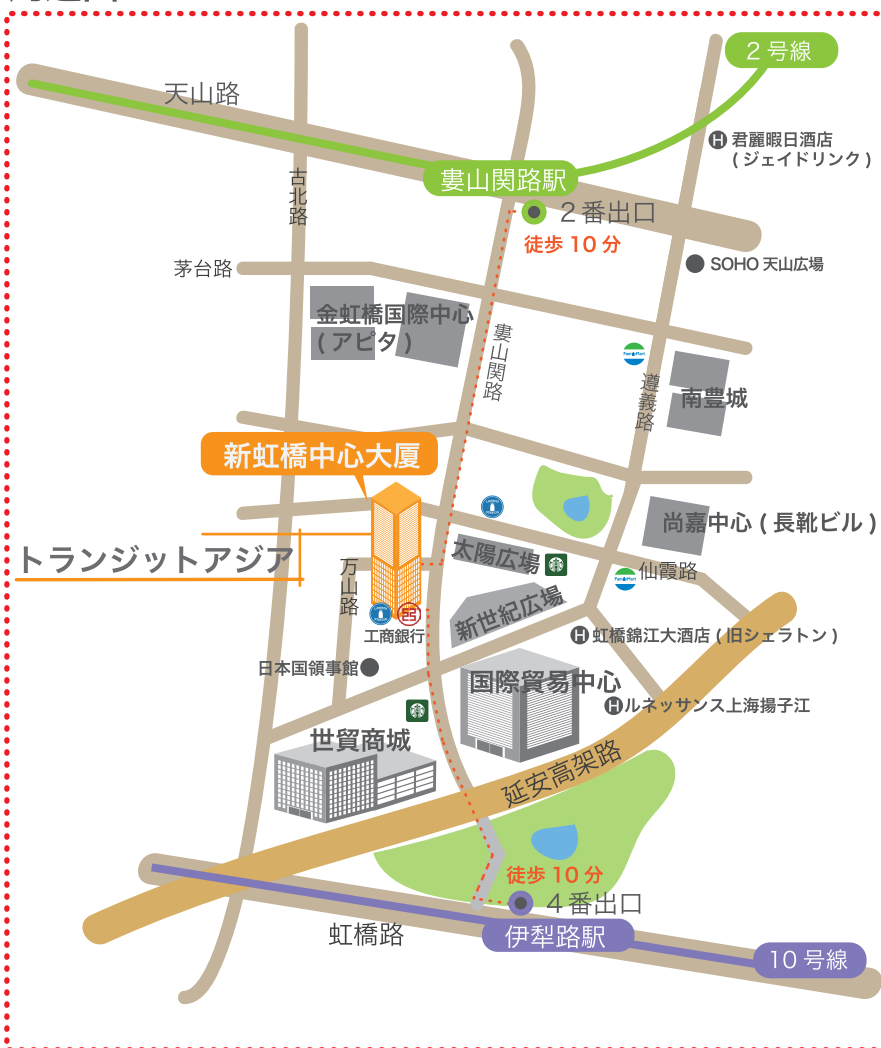 2号線
天山路
君麗暇日酒店
(ジェイドリンク)
婁山関路駅
古北路
2番出口
徒歩10分
茅台路
SOHO 天山広場
金虹橋国際中心
(アピタ)
婁山関路
FamilyMart
遵義路
南豊城
新虹橋中心大厦
尚嘉中心(長靴ビル)
トランジットアジア
太陽広場
万山路
FamilyMart
仙霞路
新世紀広場
工商銀行
虹橋錦江大酒店(旧シェラトン)
日本国領事館
国際貿易中心
ルネッサンス上海揚子江
世貿商城
延安高架路
徒歩10分
4番出口
虹橋路
伊犁路駅
10号線